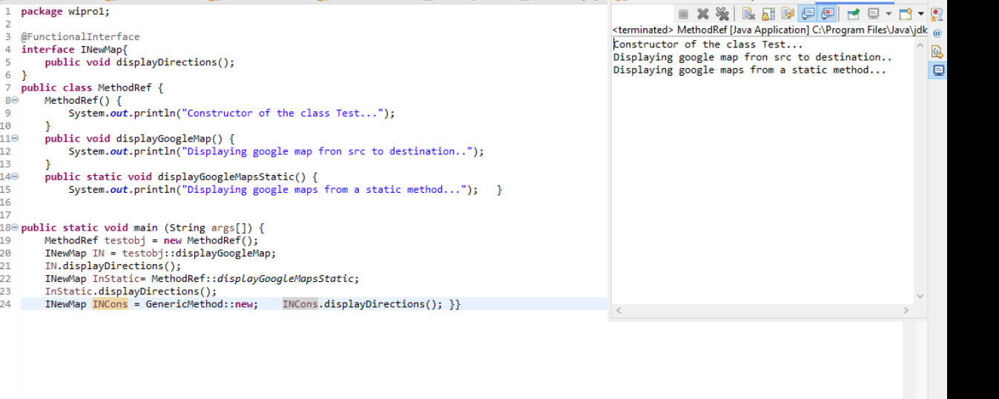 1 package wipro1;
2
3 @FunctionalInterface
4 interface INewMap{
5 public void displayDirections();
6 }
7 public class MethodRef {
8 MethodRef() {
9 System.out.println("Constructor of the class Test...");
10 }
11 public void displayGoogleMap() {
12 System.out.println("Displaying google map fron src to destination..");
13 }
14 public static void displayGoogleMapsStatic() {
15 System.out.println("Displaying google maps from a static method..."); }
16
17
18 public static void main (String args[]) {
19 MethodRef testobj = new MethodRef();
20 INewMap IN = testobj::displayGoogleMap;
21 IN.displayDirections();
22 INewMap InStatic= MethodRef::displayGoogleMapsStatic;
23 InStatic.displayDirections();
24 INewMap INCons = GenericMethod::new; INCons.displayDirections(); }}
<terminated> MethodRef [Java Application] C:\Program Files\Java\jdk
Constructor of the class Test...
Displaying google map fron src to destination..
Displaying google maps from a static method...